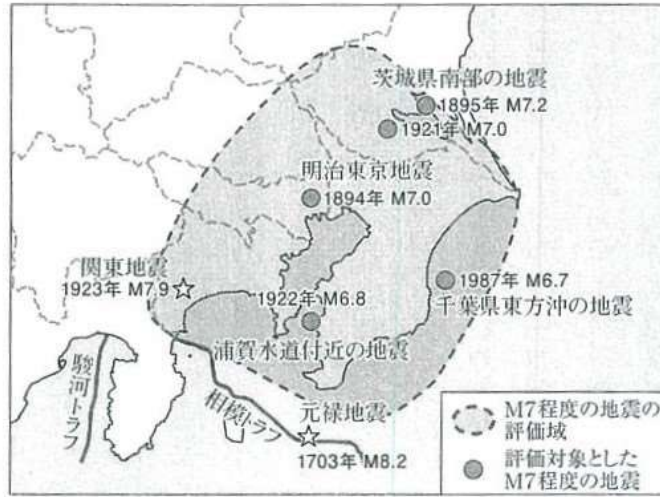 茨城県南部の地震
1895年 M7.2
1921年 M7.0
明治東京地震
1894年 M7.0
関東地震
1923年 M7.9
1922年 M6.8
1987年 M6.7
千葉県東方沖の地震
浦賀水道付近の地震
駿河トラフ
相模トラフ
元禄地震
1703年 M8.2
M7程度の地震の
評価域
評価対象とした
M7程度の地震